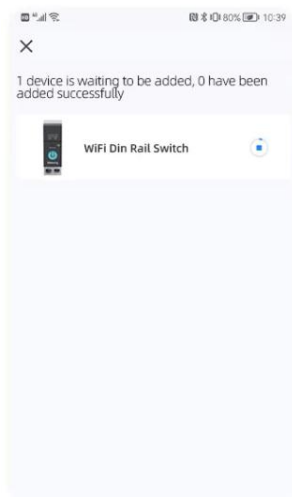 80% 10:39
1 device is waiting to be added, 0 have been
added successfully
WiFi Din Rail Switch